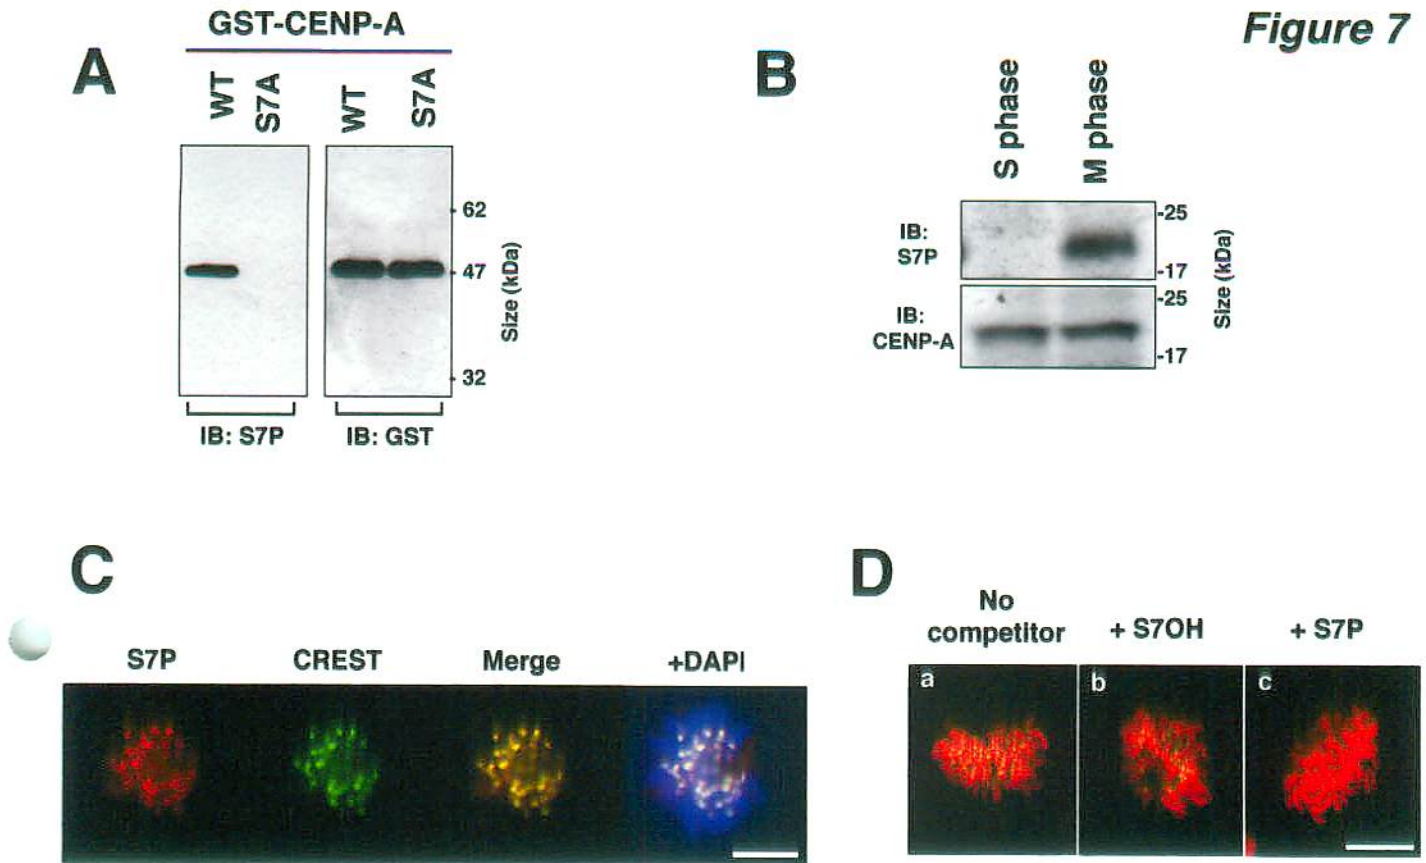 Figure 7
A
GST-CENP-A
WT
S7A
WT
S7A
62
47
32
Size (kDa)
IB: S7P
IB: GST
B
S phase
M phase
IB:
S7P
-25
-17
IB:
CENP-A
-25
-17
Size (kDa)
C
S7P
CREST
Merge
+DAPI
D
No
competitor
+ S7OH
+ S7P
a
b
c